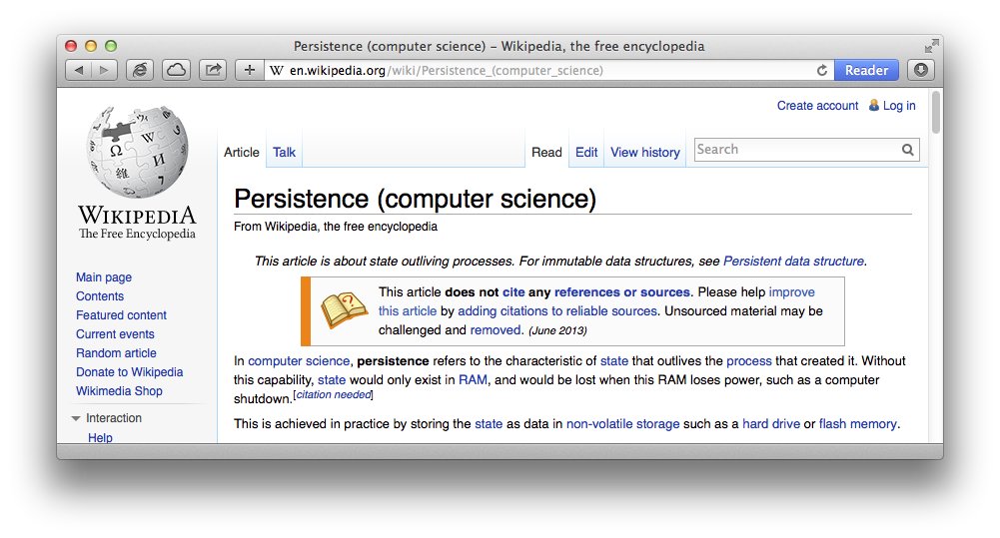 Persistence (computer science) – Wikipedia, the free encyclopedia
W en.wikipedia.org/wiki/Persistence_(computer_science)
Reader
Create account Log in
Article Talk Read Edit View history Search
Ω W И 維 7
WIKIPEDIA
The Free Encyclopedia
Main page
Contents
Featured content
Current events
Random article
Donate to Wikipedia
Wikimedia Shop
Interaction
Help
Persistence (computer science)
From Wikipedia, the free encyclopedia
This article is about state outliving processes. For immutable data structures, see Persistent data structure.
?
This article does not cite any references or sources. Please help improve
this article by adding citations to reliable sources. Unsourced material may be
challenged and removed. (June 2013)
In computer science, persistence refers to the characteristic of state that outlives the process that created it. Without
this capability, state would only exist in RAM, and would be lost when this RAM loses power, such as a computer
shutdown.[citation needed]
This is achieved in practice by storing the state as data in non-volatile storage such as a hard drive or flash memory.